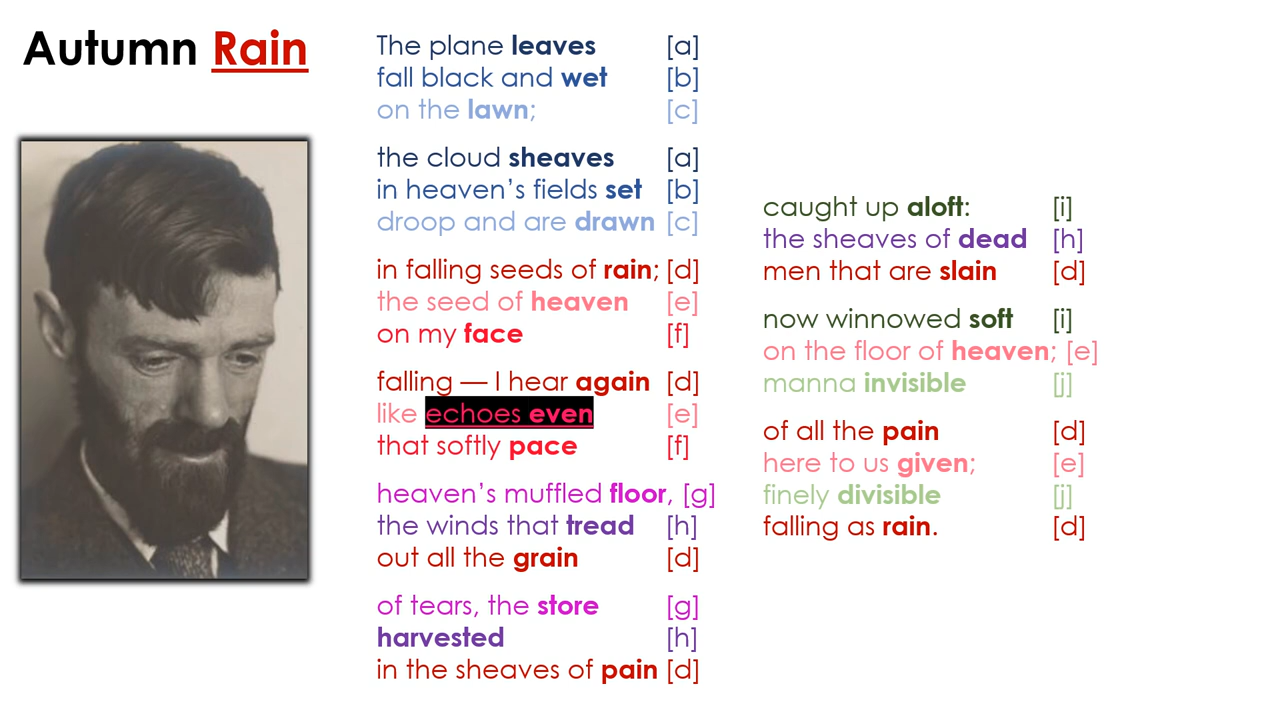 Autumn Rain
The plane leaves [a]
fall black and wet [b]
on the lawn; [c]
the cloud sheaves [a]
in heaven’s fields set [b]
droop and are drawn [c]
in falling seeds of rain; [d]
the seed of heaven [e]
on my face [f]
falling — I hear again [d]
like echoes even [e]
that softly pace [f]
heaven’s muffled floor, [g]
the winds that tread [h]
out all the grain [d]
of tears, the store [g]
harvested [h]
in the sheaves of pain [d]
caught up aloft: [i]
the sheaves of dead [h]
men that are slain [d]
now winnowed soft [i]
on the floor of heaven; [e]
manna invisible [j]
of all the pain [d]
here to us given; [e]
finely divisible [j]
falling as rain. [d]